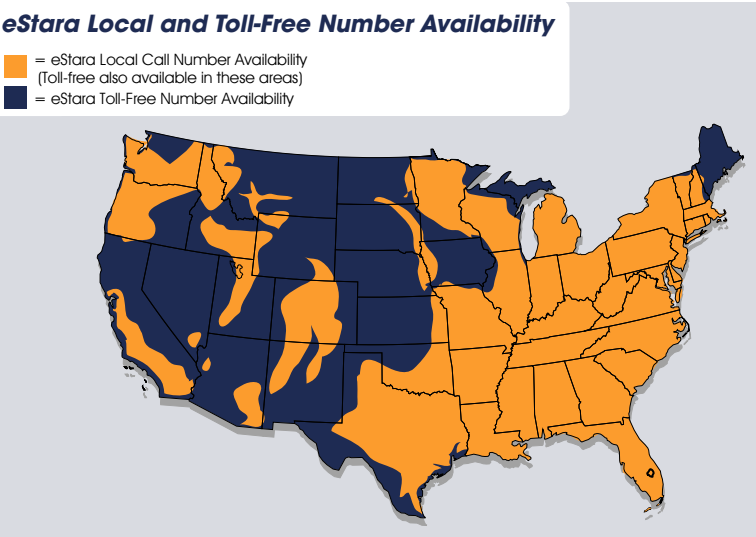 eStara Local and Toll-Free Number Availability
= eStara Local Call Number Availability
(Toll-free also available in these areas)
= eStara Toll-Free Number Availability